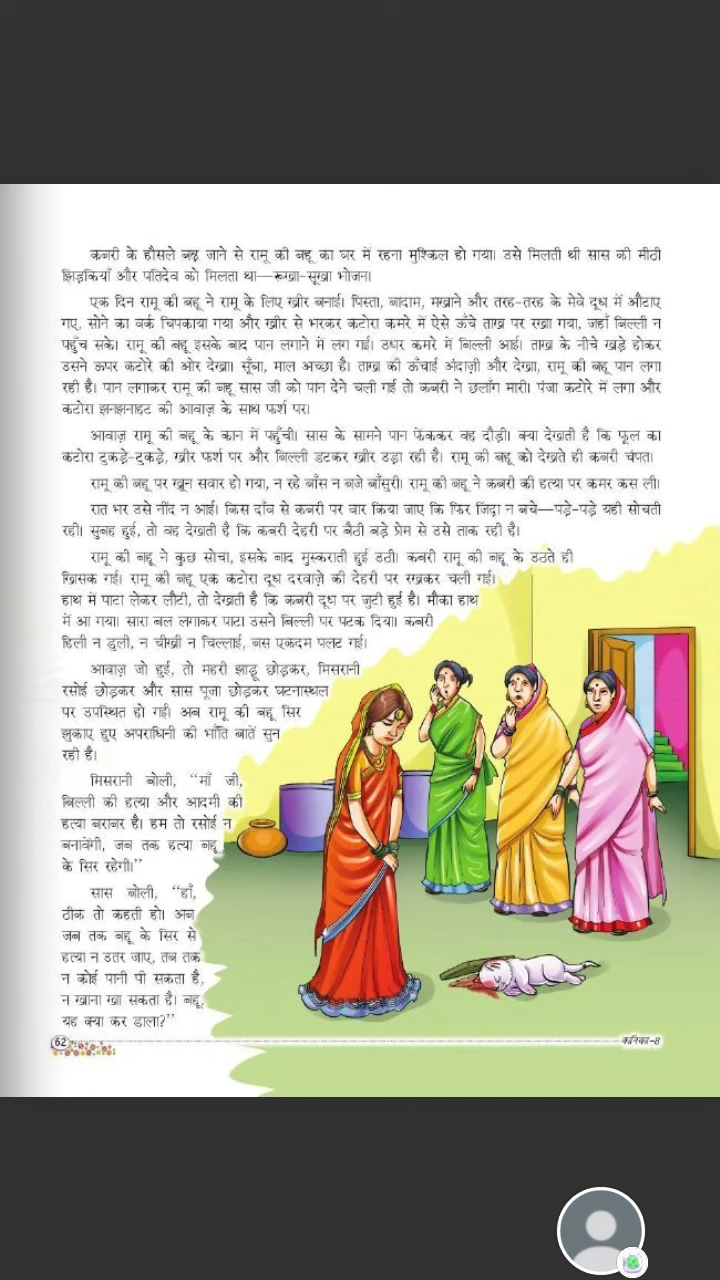 कबरी के हौसले बढ़ जाने से रामू की बहू का घर में रहना मुश्किल हो गया। उसे मिलती थी सास की मीठी
झिड़कियाँ और पतिदेव को मिलता था—रूखा-सूखा भोजन।
एक दिन रामू की बहू ने रामू के लिए खीर बनाई। पिस्ता, बादाम, मखाने और तरह-तरह के मेवे दूध में औटाए
गए, सोने का वर्क चिपकाया गया और खीर से भरकर कटोरा कमरे में ऐसे ऊँचे ताख पर रखा गया, जहाँ बिल्ली न
पहुँच सके। रामू की बहू इसके बाद पान लगाने में लग गई। उधर कमरे में बिल्ली आई। ताख के नीचे खड़े होकर
उसने ऊपर कटोरे की ओर देखा। सूँघा, माल अच्छा है। ताख की ऊँचाई अंदाज़ी और देखा, रामू की बहू पान लगा
रही है। पान लगाकर रामू की बहू सास जी को पान देने चली गई तो कबरी ने छलाँग मारी। पंजा कटोरे में लगा और
कटोरा झनझनाहट की आवाज़ के साथ फर्श पर।
आवाज़ रामू की बहू के कान में पहुँची। सास के सामने पान फेंककर वह दौड़ी। क्या देखती है कि फूल का
कटोरा टुकड़े-टुकड़े, खीर फर्श पर और बिल्ली डटकर खीर उड़ा रही है। रामू की बहू को देखते ही कबरी चंपत।
रामू की बहू पर खून सवार हो गया, न रहे बाँस न बजे बाँसुरी। रामू की बहू ने कबरी की हत्या पर कमर कस ली।
रात भर उसे नींद न आई। किस दाँव से कबरी पर वार किया जाए कि फिर जिंदा न बचे—पड़े-पड़े यही सोचती
रही। सुबह हुई, तो वह देखती है कि कबरी देहरी पर बैठी बड़े प्रेम से उसे ताक रही है।
रामू की बहू ने कुछ सोचा, इसके बाद मुस्कराती हुई उठी। कबरी रामू की बहू के उठते ही
खिसक गई। रामू की बहू एक कटोरा दूध दरवाज़े की देहरी पर रखकर चली गई।
हाथ में पाटा लेकर लौटी, तो देखती है कि कबरी दूध पर जुटी हुई है। मौका हाथ
में आ गया। सारा बल लगाकर पाटा उसने बिल्ली पर पटक दिया। कबरी
हिली न डुली, न चीखी न चिल्लाई, बस एकदम पलट गई।
आवाज़ जो हुई, तो महरी झाड़ू छोड़कर, मिसरानी
रसोई छोड़कर और सास पूजा छोड़कर घटनास्थल
पर उपस्थित हो गई। अब रामू की बहू सिर
झुकाए हुए अपराधिनी की भाँति बातें सुन
रही है।
मिसरानी बोली, “माँ जी,
बिल्ली की हत्या और आदमी की
हत्या बराबर है। हम तो रसोई न
बनावेंगी, जब तक हत्या बहू
के सिर रहेगी।”
सास बोली, “हाँ,
ठीक तो कहती हो। अब
जब तक बहू के सिर से
हत्या न उतर जाए, तब तक
न कोई पानी पी सकता है,
न खाना खा सकता है। बहू,
यह क्या कर डाला?”
62
कनिका-8